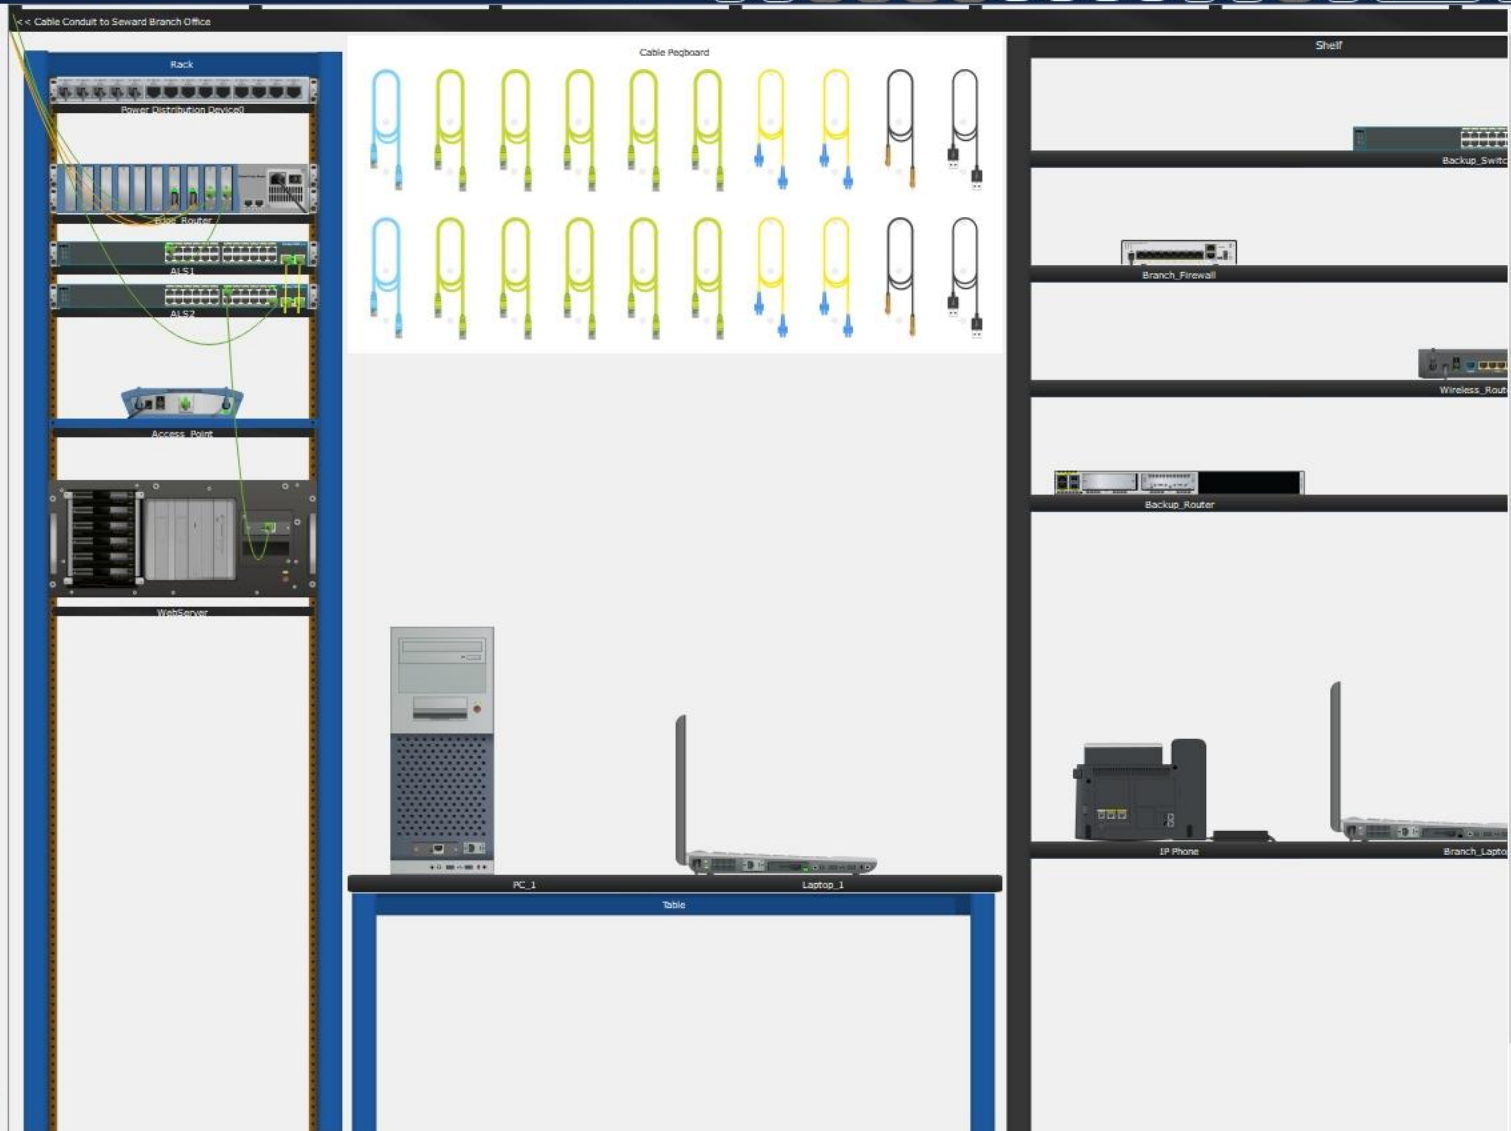 << Cable Conduit to Seward Branch Office
Rack
Power Distribution Device0
Edge_Router
ALS1
ALS2
Access_Point
WebServer
Cable Pegboard
PC_1
Laptop_1
Table
Shelf
Backup_Switc
Branch_Firewall
Wireless_Rout
Backup_Router
IP Phone
Branch_Lapto